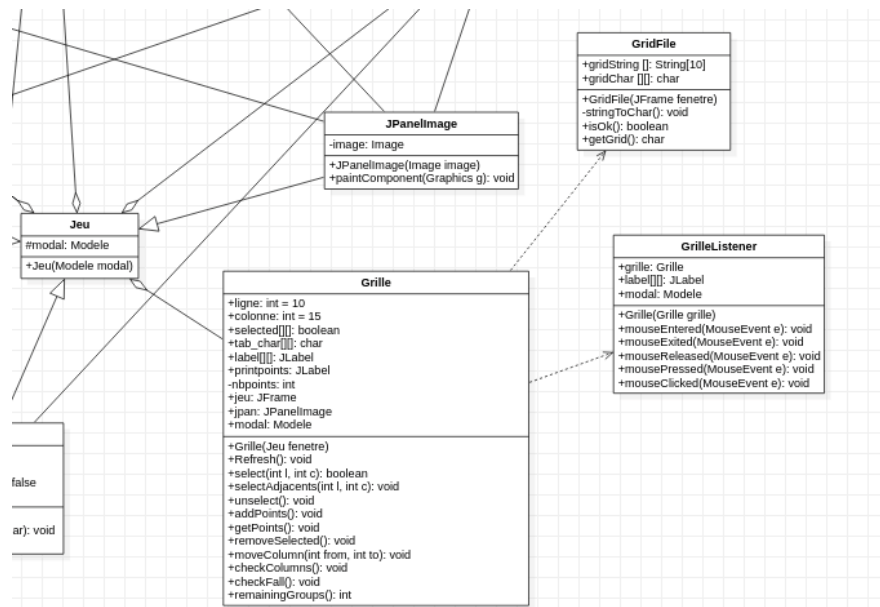 GridFile
+gridString []: String[10]
+gridChar [][]: char
+GridFile(JFrame fenetre)
-stringToChar(): void
+isOk(): boolean
+getGrid(): char
JPanelImage
-image: Image
+JPanelImage(Image image)
+paintComponent(Graphics g): void
Jeu
#modal: Modele
+Jeu(Modele modal)
GrilleListener
+grille: Grille
+label[][]: JLabel
+modal: Modele
+Grille(Grille grille)
+mouseEntered(MouseEvent e): void
+mouseExited(MouseEvent e): void
+mouseReleased(MouseEvent e): void
+mousePressed(MouseEvent e): void
+mouseClicked(MouseEvent e): void
Grille
+ligne: int = 10
+colonne: int = 15
+selected[][]: boolean
+tab_char[][]: char
+label[][]: JLabel
+printpoints: JLabel
-nbpoints: int
+jeu: JFrame
+jpan: JPanelImage
+modal: Modele
+Grille(Jeu fenetre)
+Refresh(): void
+select(int l, int c): boolean
+selectAdjacents(int l, int c): void
+unselect(): void
+addPoints(): void
+getPoints(): void
+removeSelected(): void
+moveColumn(int from, int to): void
+checkColumns(): void
+checkFall(): void
+remainingGroups(): int
false
ar): void